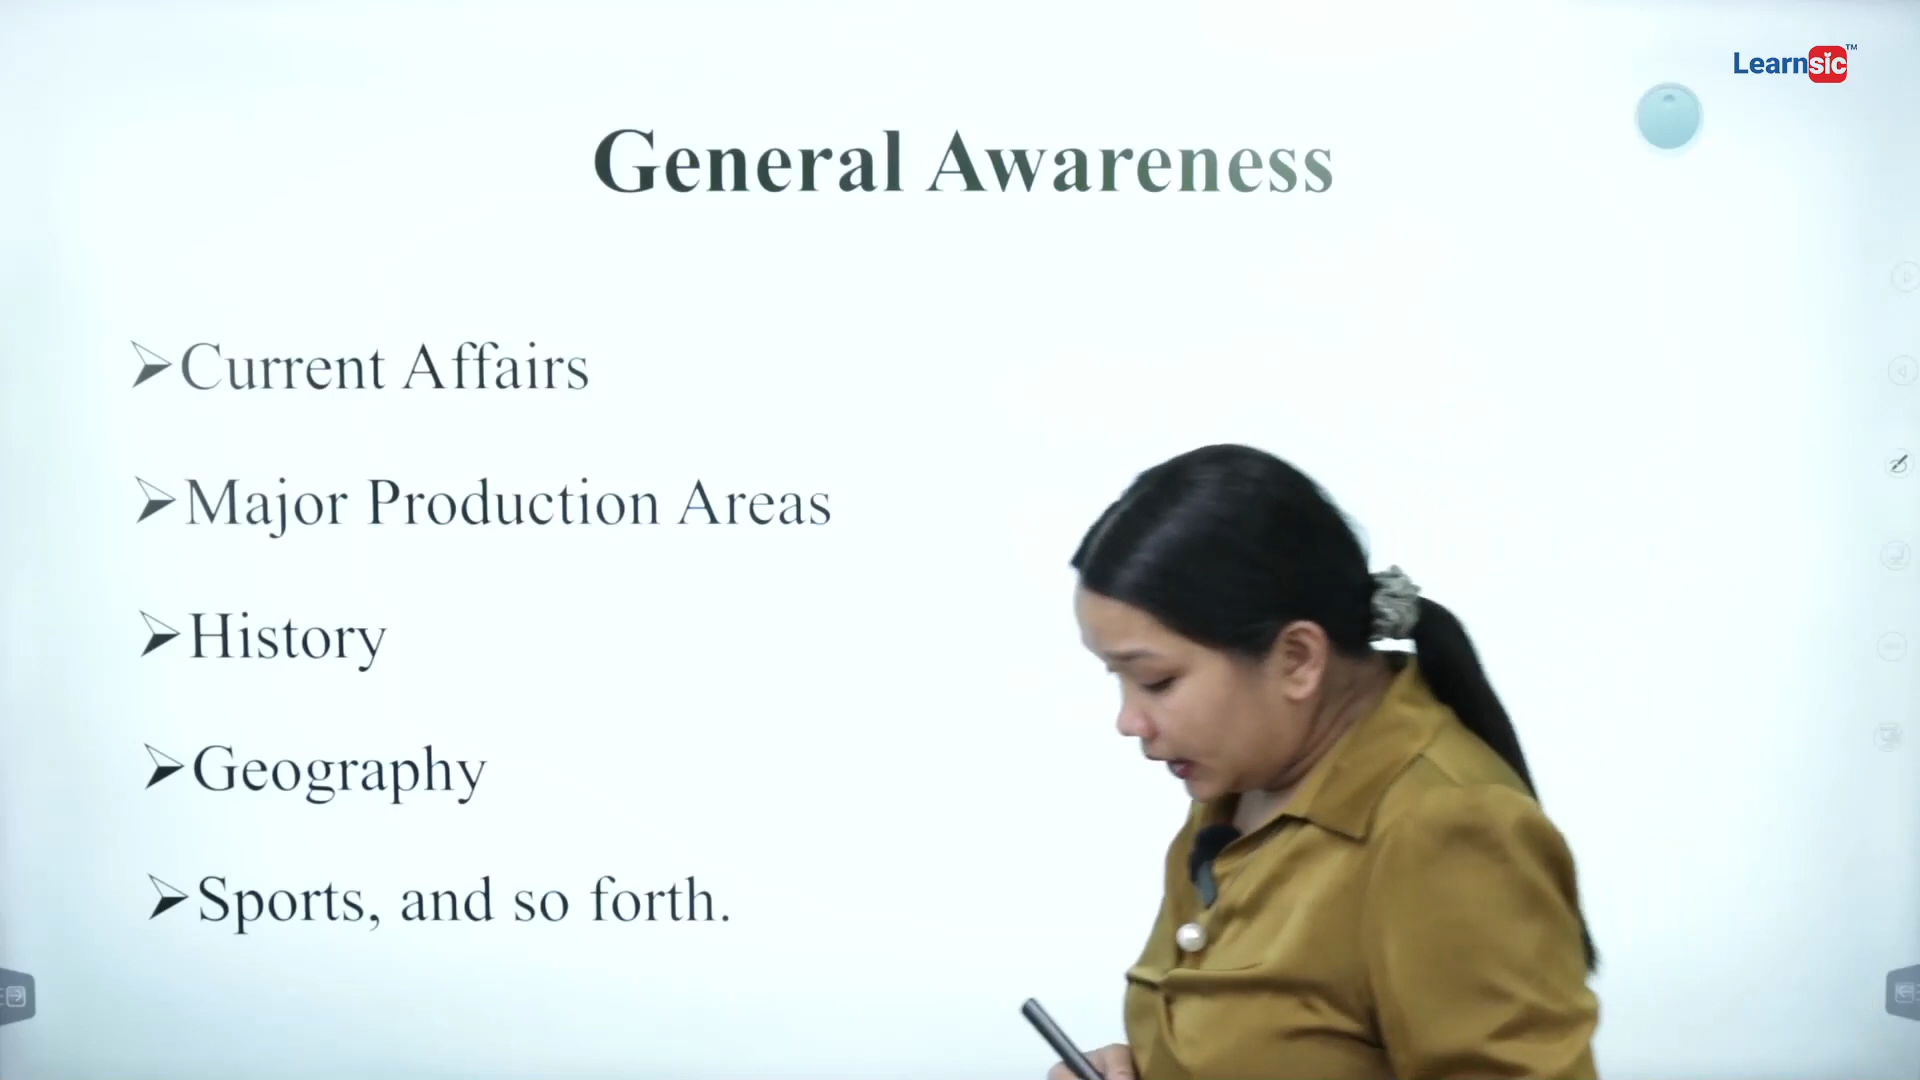 Learnsic™
General Awareness
➢Current Affairs
➢Major Production Areas
➢History
➢Geography
➢Sports, and so forth.